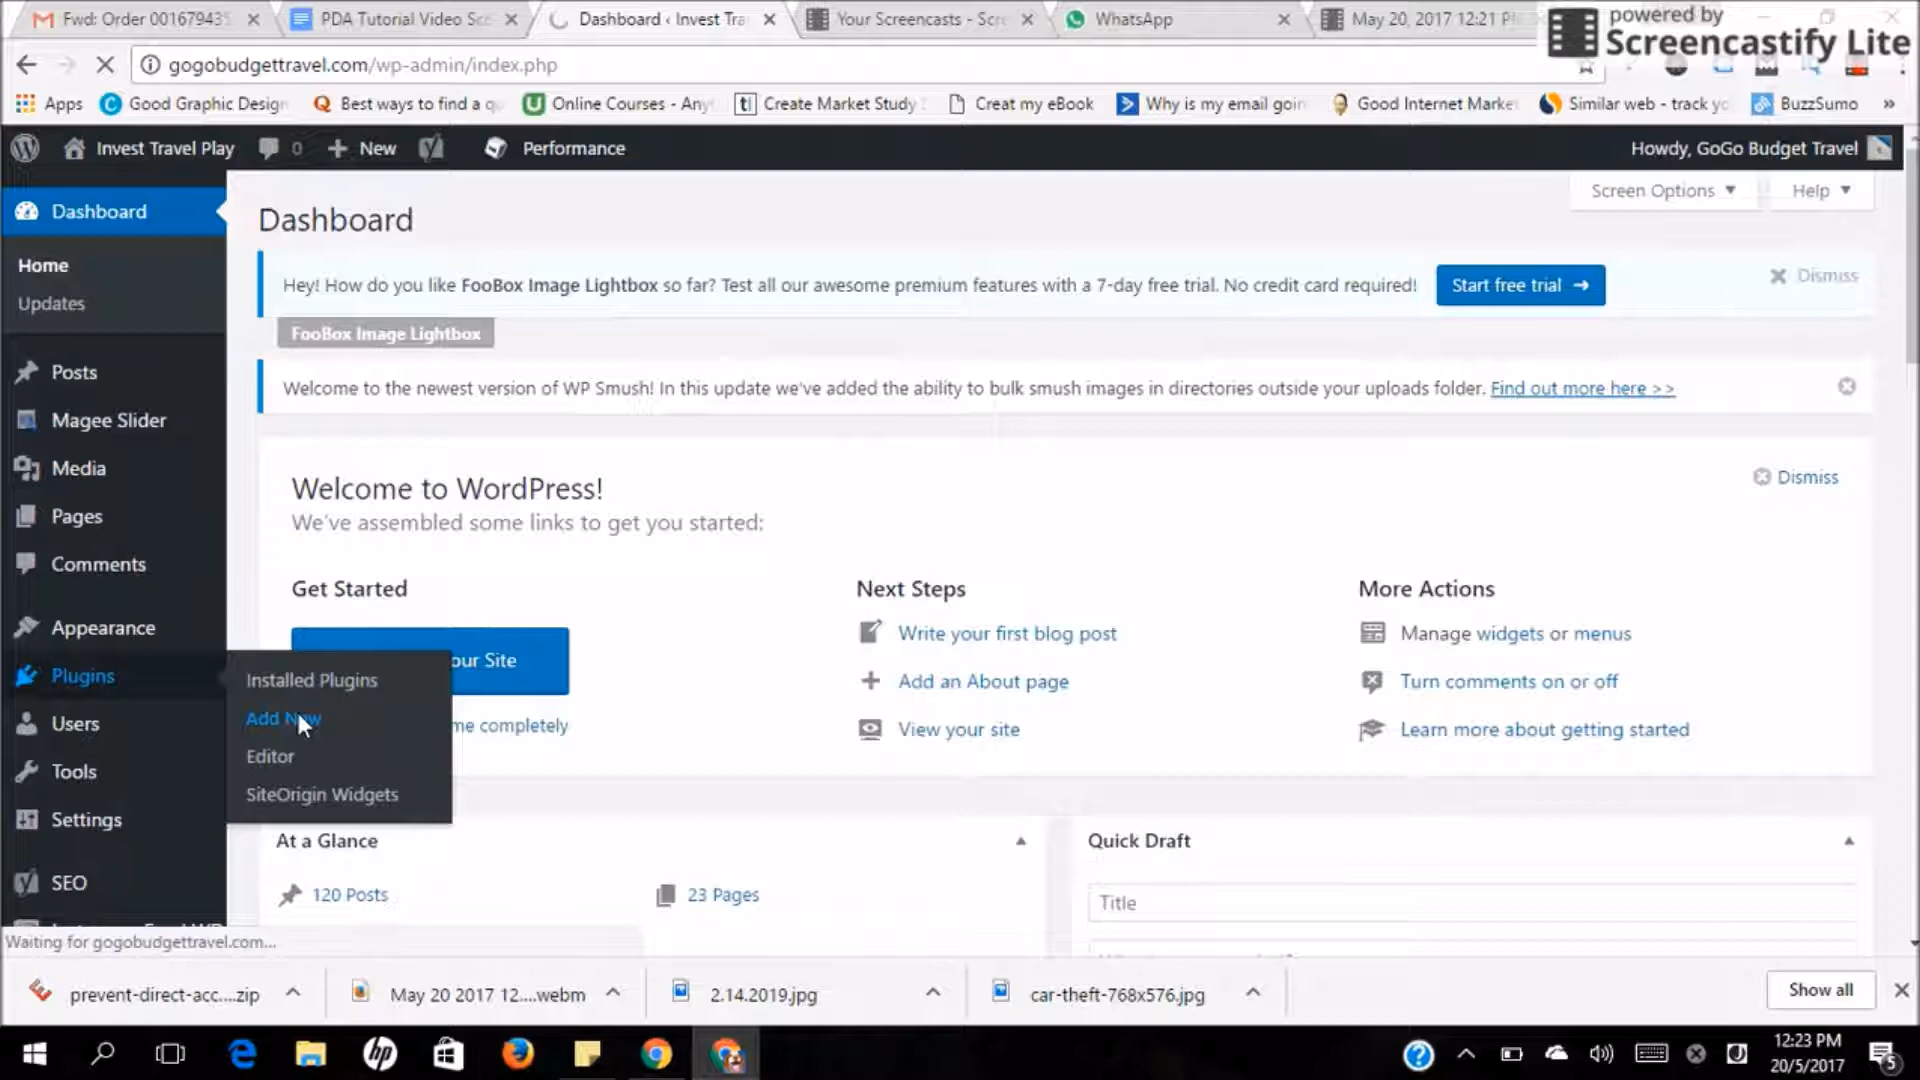 Fwd: Order 001679435
PDA Tutorial Video Scr
Dashboard ‹ Invest Tra
Your Screencasts - Scre
WhatsApp
May 20, 2017 12:21 P
powered by
Screencastify Lite
gogobudgettravel.com/wp-admin/index.php
Apps
Good Graphic Design
Best ways to find a q
Online Courses - Any
Create Market Study
Creat my eBook
Why is my email goin
Good Internet Marke
Similar web - track yo
BuzzSumo
»
Invest Travel Play
0
New
Performance
Howdy, GoGo Budget Travel
Screen Options
Help
Dashboard
Home
Updates
Posts
Magee Slider
Media
Pages
Comments
Appearance
Plugins
Users
Tools
Settings
SEO
Installed Plugins
Add New
Editor
SiteOrigin Widgets
Dashboard
Hey! How do you like FooBox Image Lightbox so far? Test all our awesome premium features with a 7-day free trial. No credit card required!
Start free trial →
Dismiss
FooBox Image Lightbox
Welcome to the newest version of WP Smush! In this update we've added the ability to bulk smush images in directories outside your uploads folder. Find out more here >>
Welcome to WordPress!
We've assembled some links to get you started:
Dismiss
Get Started
our Site
me completely
Next Steps
Write your first blog post
Add an About page
View your site
More Actions
Manage widgets or menus
Turn comments on or off
Learn more about getting started
At a Glance
120 Posts
23 Pages
Quick Draft
Title
Waiting for gogobudgettravel.com...
prevent-direct-acc....zip
May 20 2017 12....webm
2.14.2019.jpg
car-theft-768x576.jpg
Show all
12:23 PM
20/5/2017
5